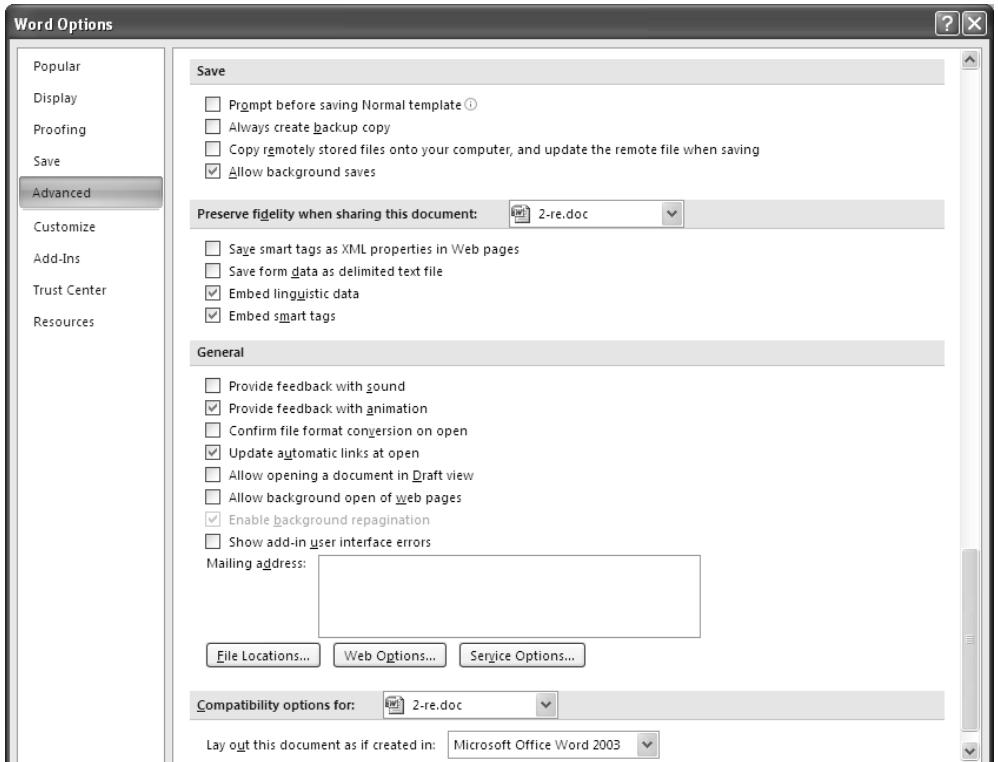 Word Options
Popular
Display
Proofing
Save
Advanced
Customize
Add-Ins
Trust Center
Resources
Save
Prompt before saving Normal template
Always create backup copy
Copy remotely stored files onto your computer, and update the remote file when saving
Allow background saves
Preserve fidelity when sharing this document: 2-re.doc
Save smart tags as XML properties in Web pages
Save form data as delimited text file
Embed linguistic data
Embed smart tags
General
Provide feedback with sound
Provide feedback with animation
Confirm file format conversion on open
Update automatic links at open
Allow opening a document in Draft view
Allow background open of web pages
Enable background repagination
Show add-in user interface errors
Mailing address:
File Locations... Web Options... Service Options...
Compatibility options for: 2-re.doc
Lay out this document as if created in: Microsoft Office Word 2003